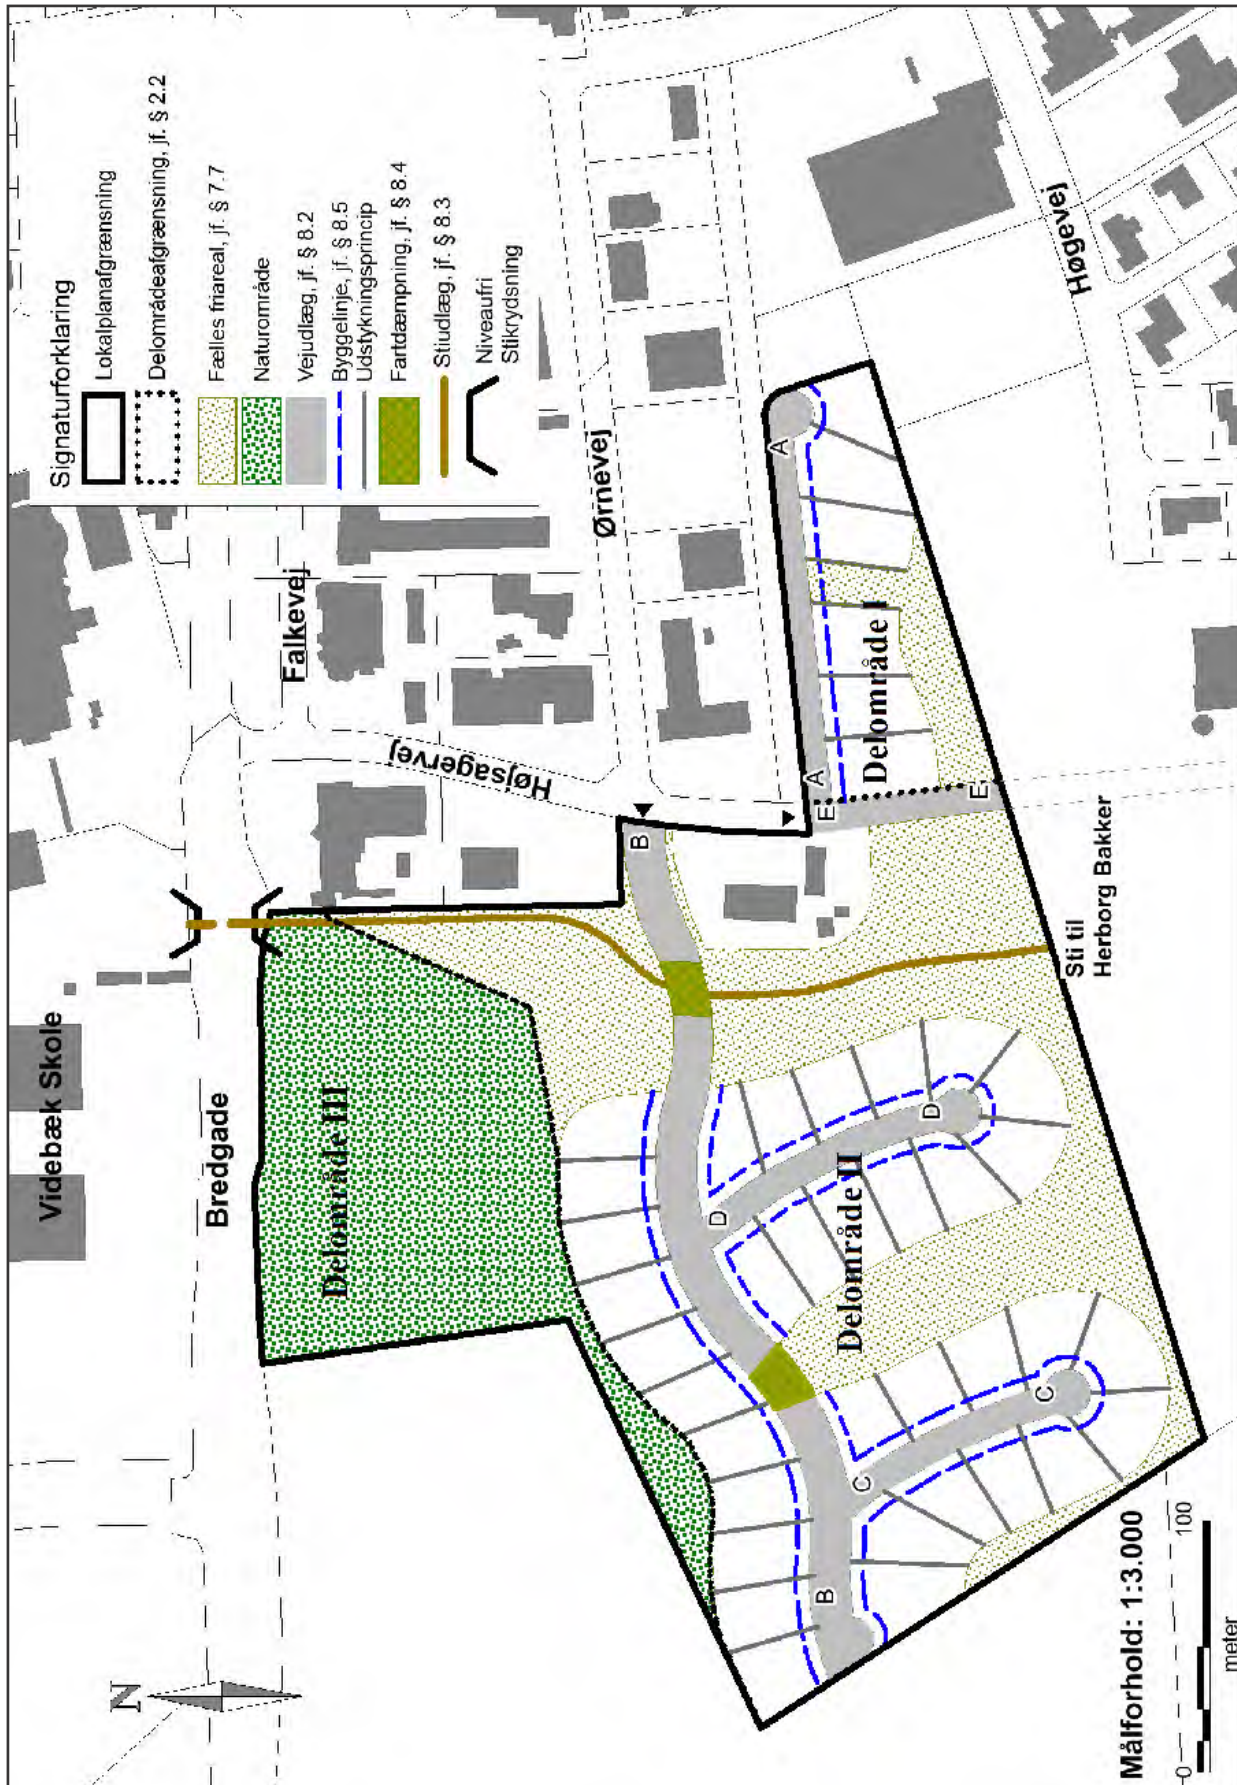 Signaturforklaring
Lokalplanafgrænsning
Delområdeafgrænsning, jf. § 2.2
Fælles friareal, jf. § 7.7
Naturområde
Vejudlæg, jf. § 8.2
Byggelinje, jf. § 8.5
Udstykningsprincip
Fartdæmpning, jf. § 8.4
Stiudlæg, jf. § 8.3
Niveaufri
Stikrydsning
N
Videbæk Skole
Bredgade
Falkevej
Højsagervej
Ørnevej
Høgevej
Delområde III
Delområde II
Delområde I
B
B
A
A
E
E
D
D
C
C
Sti til
Herborg Bakker
Målforhold: 1:3.000
0
100
meter